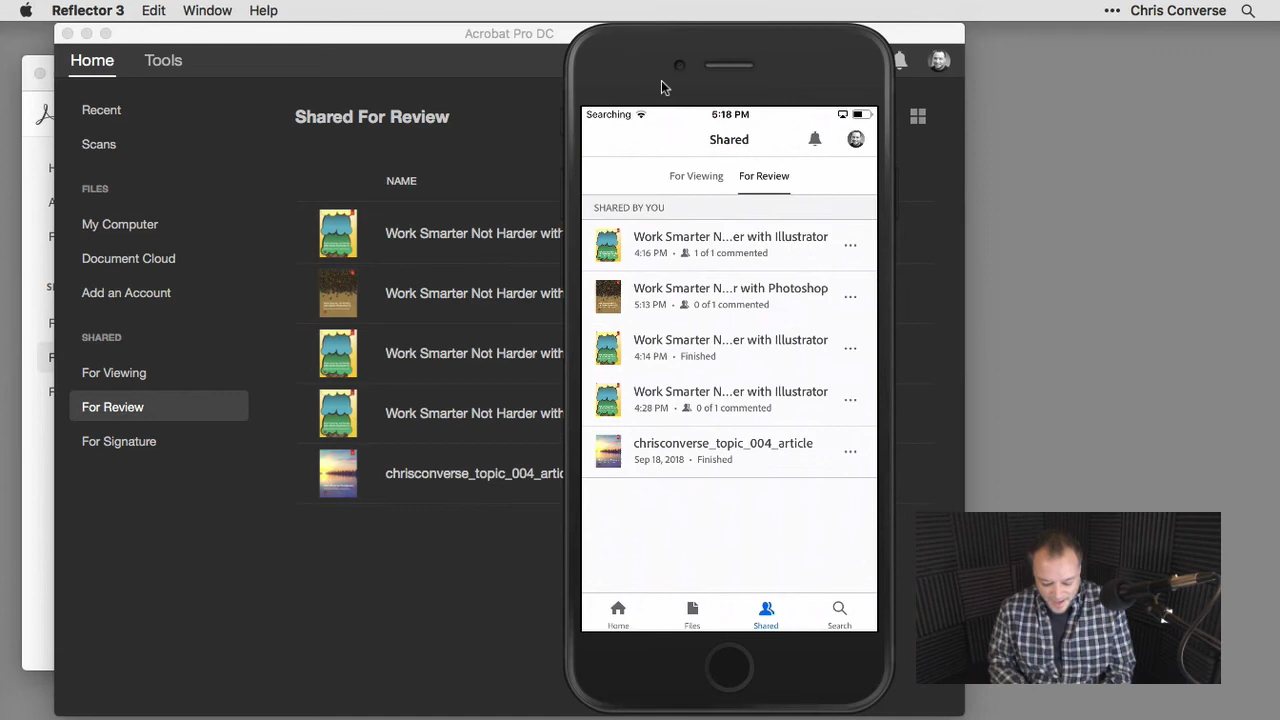 Reflector 3 Edit Window Help
Chris Converse
Acrobat Pro DC
Home Tools
Recent
Scans
FILES
My Computer
Document Cloud
Add an Account
SHARED
For Viewing
For Review
For Signature
Shared For Review
NAME
Work Smarter Not Harder with
Work Smarter Not Harder with
Work Smarter Not Harder with
Work Smarter Not Harder with
chrisconverse_topic_004_artic
Searching 5:18 PM
Shared
For Viewing For Review
SHARED BY YOU
Work Smarter N...er with Illustrator
4:16 PM • 1 of 1 commented
Work Smarter N...r with Photoshop
5:13 PM • 0 of 1 commented
Work Smarter N...er with Illustrator
4:14 PM • Finished
Work Smarter N...er with Illustrator
4:28 PM • 0 of 1 commented
chrisconverse_topic_004_article
Sep 18, 2018 • Finished
Home Files Shared Search